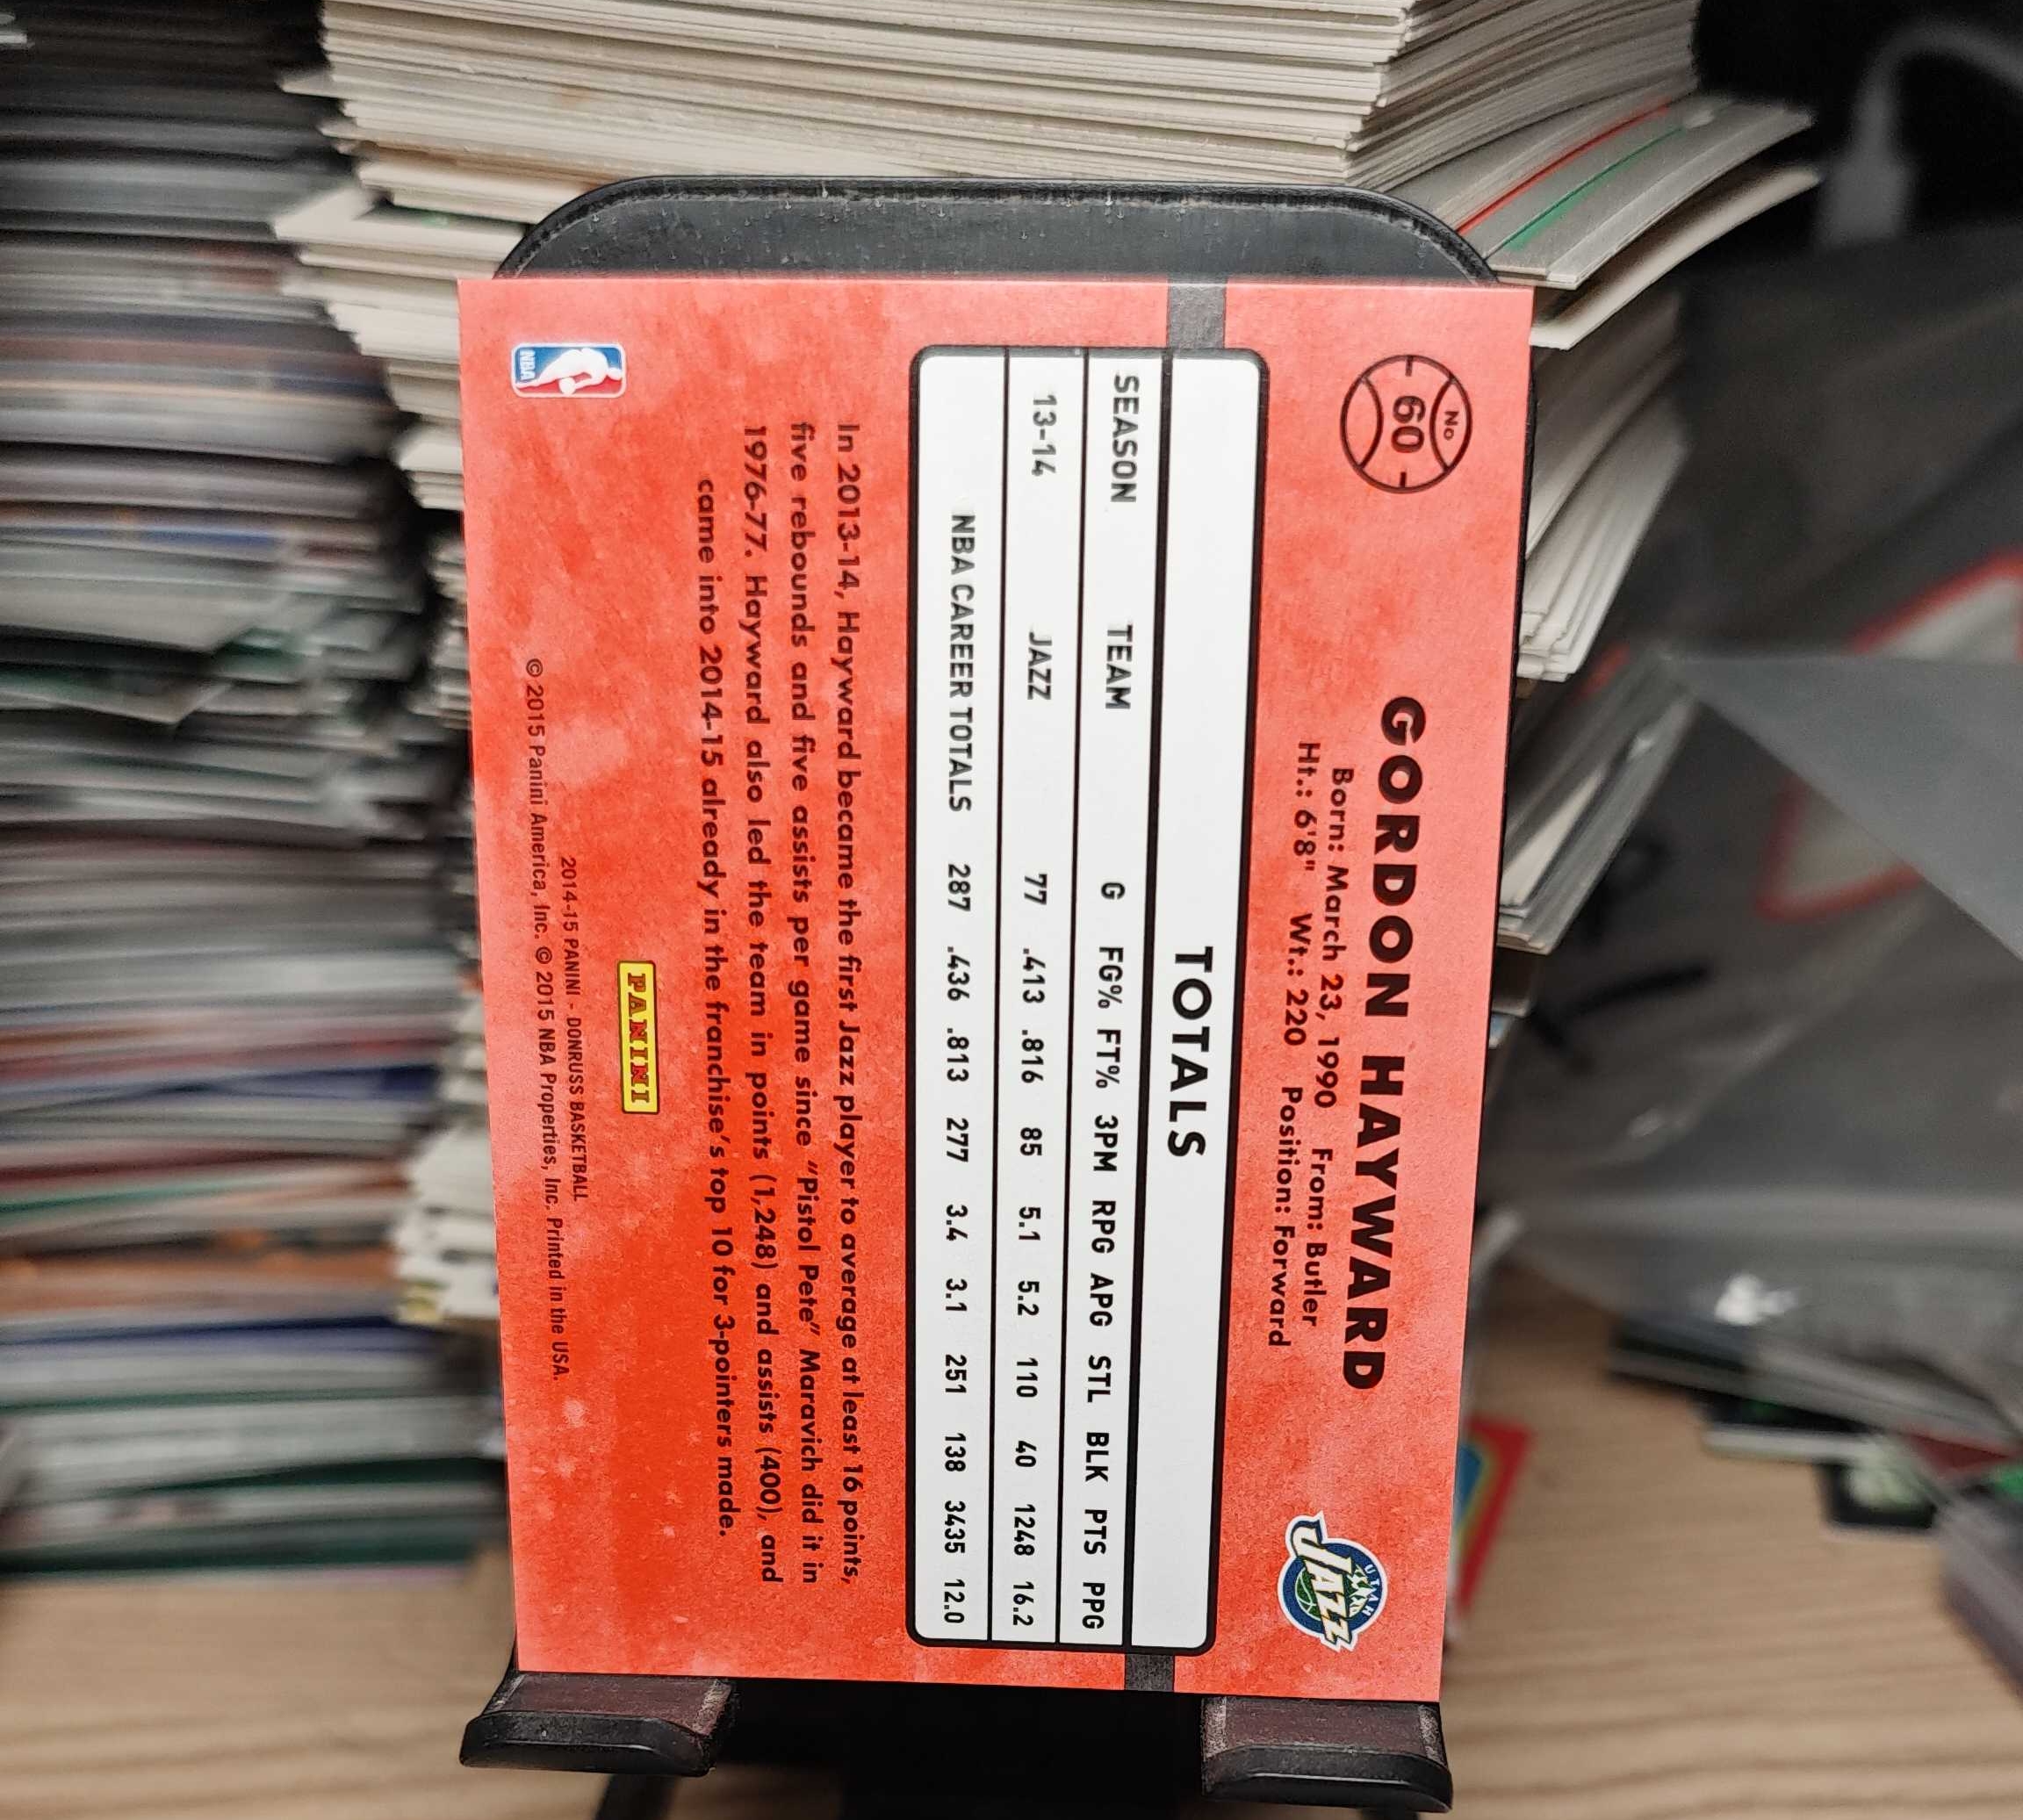 No
60
GORDON HAYWARD
Born: March 23, 1990 From: Butler
Ht.: 6'8" Wt.: 220 Position: Forward
UTAH
JAZZ
TOTALS
SEASON TEAM G FG% FT% 3PM RPG APG STL BLK PTS PPG
13-14 JAZZ 77 .413 .816 85 5.1 5.2 110 40 1248 16.2
NBA CAREER TOTALS 287 .436 .813 277 3.4 3.1 251 138 3435 12.0
In 2013-14, Hayward became the first Jazz player to average at least 16 points,
five rebounds and five assists per game since "Pistol Pete" Maravich did it in
1976-77. Hayward also led the team in points (1,248) and assists (400), and
came into 2014-15 already in the franchise's top 10 for 3-pointers made.
NBA
PANINI
2014-15 PANINI - DONRUSS BASKETBALL
© 2015 Panini America, Inc. © 2015 NBA Properties, Inc. Printed in the USA.